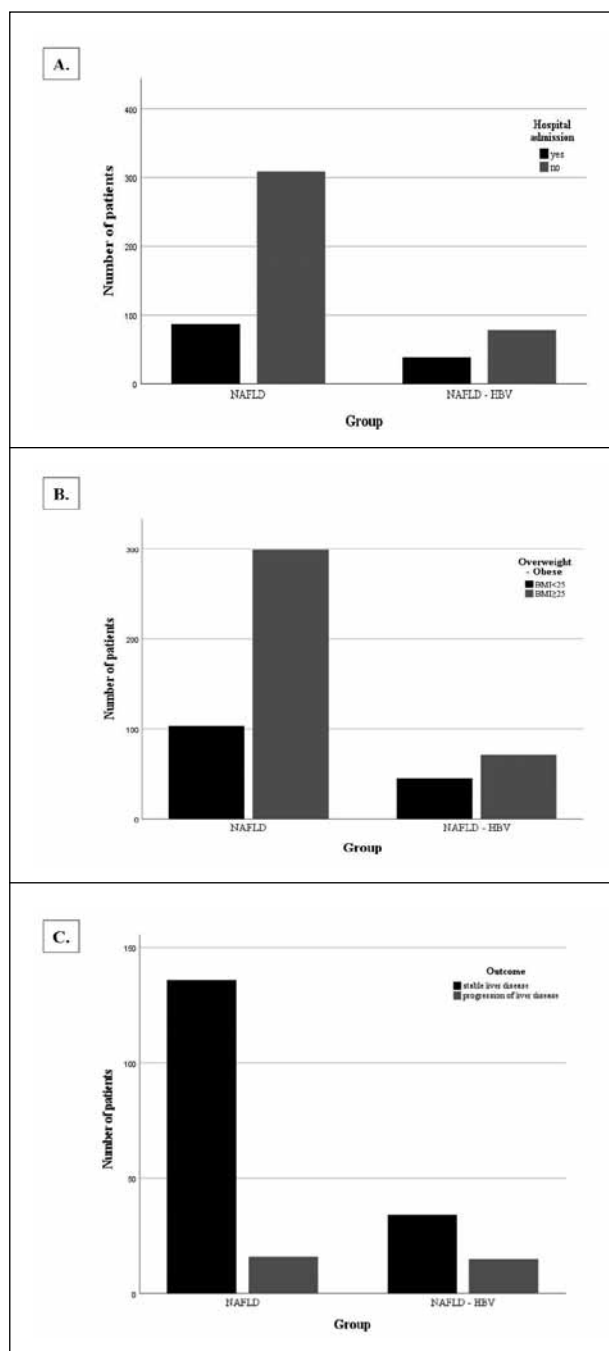 A.
Hospital
admission
yes
no
Number of patients
400
300
200
100
0
NAFLD
NAFLD - HBV
Group
B.
Overweight
- Obese
BMI<25
BMI≥25
Number of patients
300
200
100
0
NAFLD
NAFLD - HBV
Group
C.
Outcome
stable liver disease
progression of liver disease
Number of patients
150
100
50
0
NAFLD
NAFLD - HBV
Group